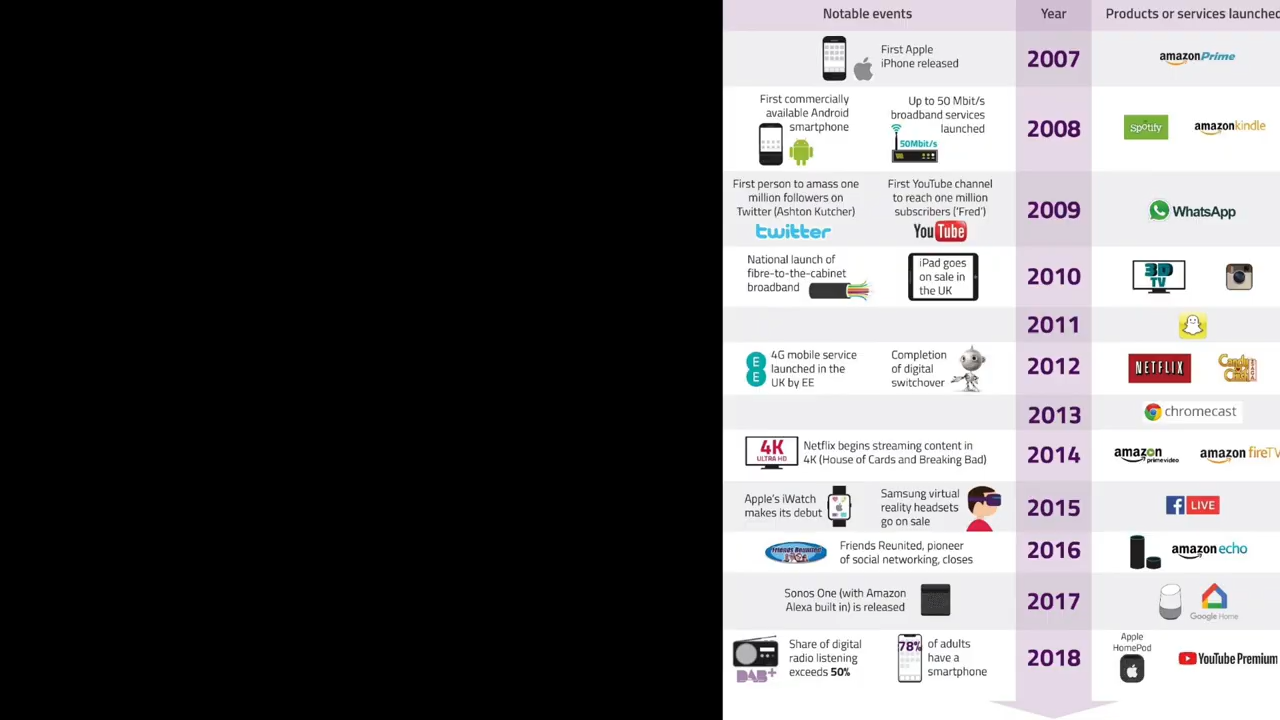 Notable events
Year
Products or services launched
First Apple
iPhone released
2007
amazonPrime
First commercially
available Android
smartphone
Up to 50 Mbit/s
broadband services
launched
50Mbit/s
2008
Spotify
amazonkindle
First person to amass one
million followers on
Twitter (Ashton Kutcher)
twitter
First YouTube channel
to reach one million
subscribers ('Fred')
YouTube
2009
WhatsApp
National launch of
fibre-to-the-cabinet
broadband
iPad goes
on sale in
the UK
2010
3D
TV
2011
EE
4G mobile service
launched in the
UK by EE
Completion
of digital
switchover
2012
NETFLIX
Candy
Crush
SAGA
2013
chromecast
4K
ULTRA HD
Netflix begins streaming content in
4K (House of Cards and Breaking Bad)
2014
amazon
primevideo
amazon fireTV
Apple's iWatch
makes its debut
Samsung virtual
reality headsets
go on sale
2015
f LIVE
Friends Reunited
Friends Reunited, pioneer
of social networking, closes
2016
amazon echo
Sonos One (with Amazon
Alexa built in) is released
2017
Google Home
DAB+
Share of digital
radio listening
exceeds 50%
78%
of adults
have a
smartphone
2018
Apple
HomePod
YouTube Premium